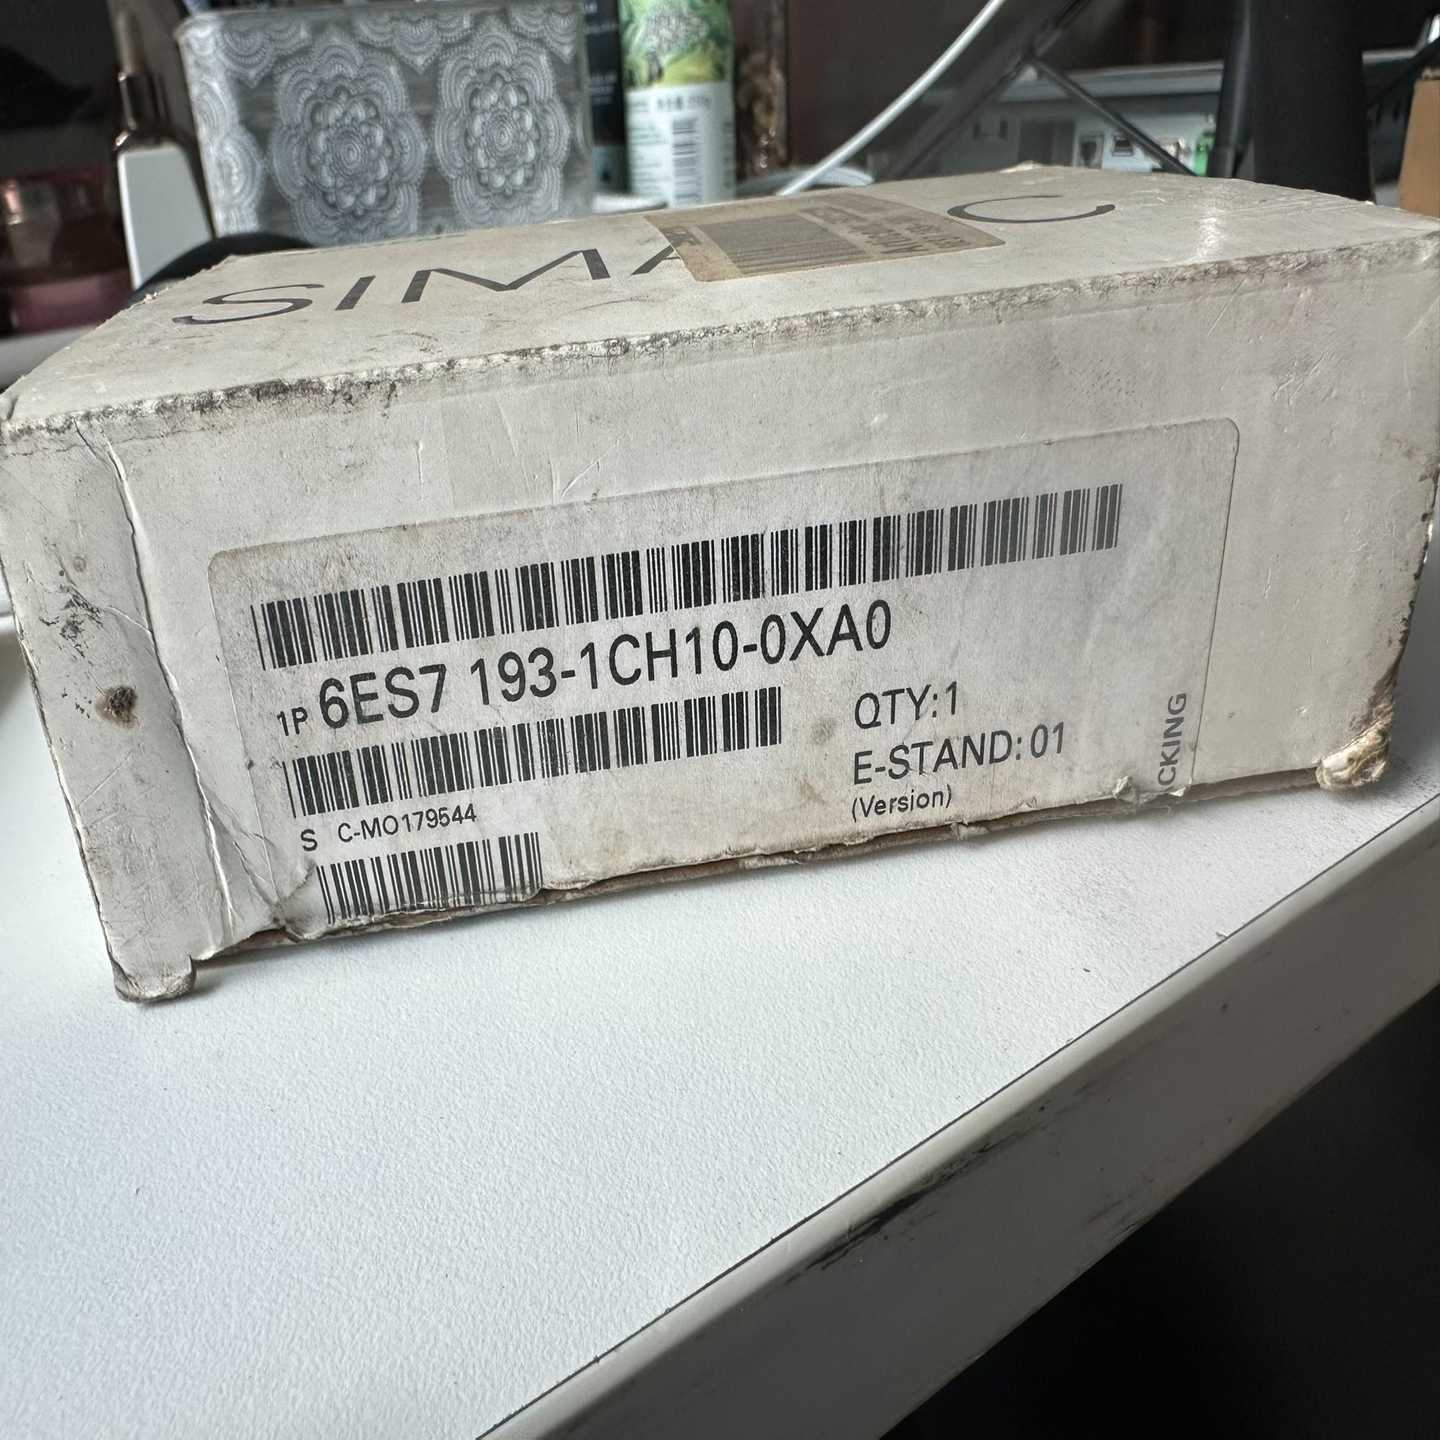 SIMA C
1P 6ES7 193-1CH10-0XA0
QTY:1
E-STAND: 01
(Version)
S C-MO179544
CKING